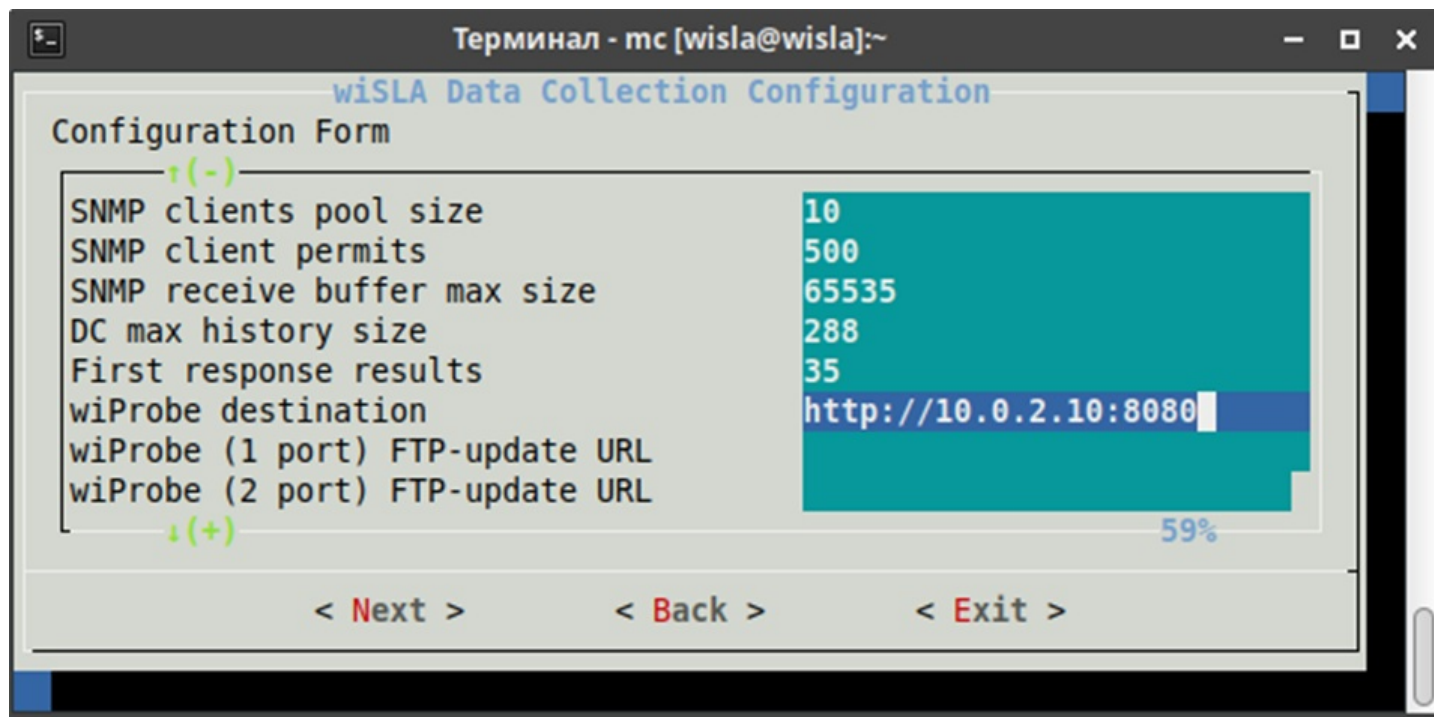 Терминал - mc [wisla@wisla]:~
wiSLA Data Collection Configuration
Configuration Form
↑(-)
SNMP clients pool size 10
SNMP client permits 500
SNMP receive buffer max size 65535
DC max history size 288
First response results 35
wiProbe destination http://10.0.2.10:8080
wiProbe (1 port) FTP-update URL
wiProbe (2 port) FTP-update URL
↓(+) 59%
< Next > < Back > < Exit >